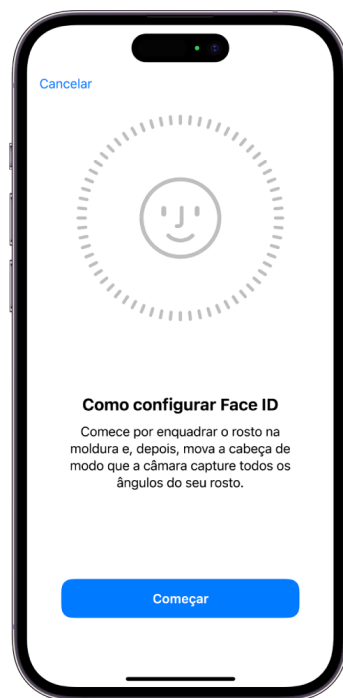 Cancelar
Como configurar Face ID
Comece por enquadrar o rosto na
moldura e, depois, mova a cabeça de
modo que a câmara capture todos os
ângulos do seu rosto.
Começar